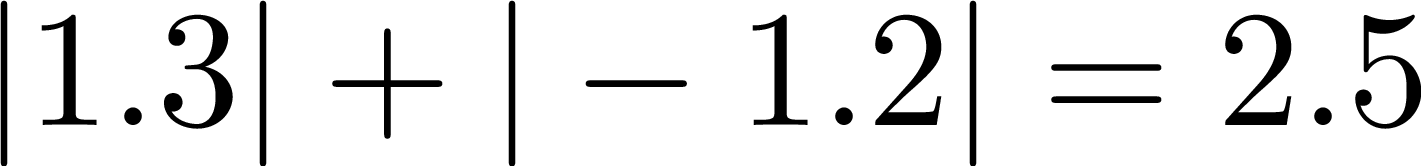 |1.3| + |− 1.2| = 2.5